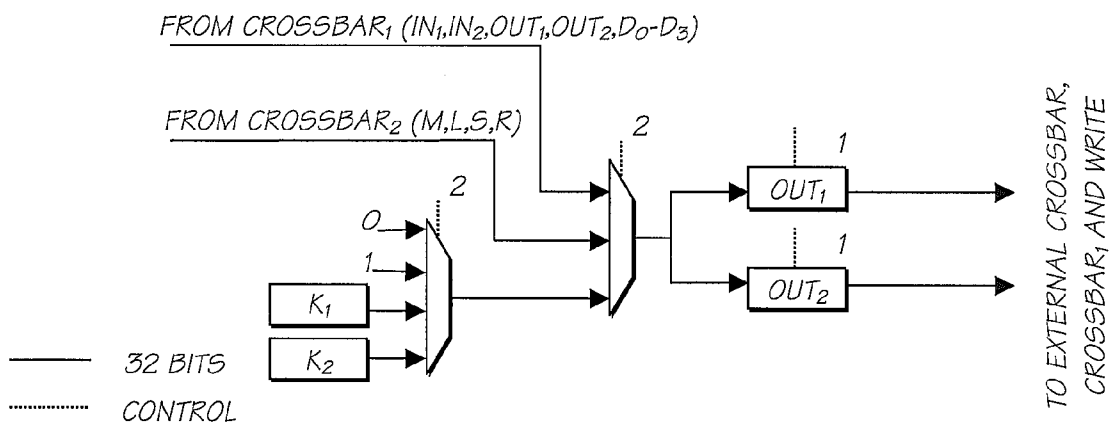 FROM CROSSBAR₁ (IN₁,IN₂,OUT₁,OUT₂,D₀-D₃)
FROM CROSSBAR₂ (M,L,S,R)
2
1
OUT₁
2
0
1
1
K₁
OUT₂
K₂
32 BITS
CONTROL
TO EXTERNAL CROSSBAR,
CROSSBAR₁ AND WRITE